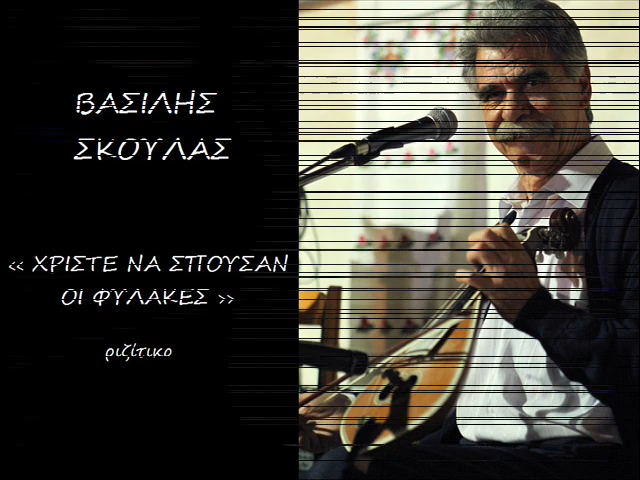 ΒΑΣΙΛΗΣ
ΣΚΟΥΛΑΣ
<< ΧΡΙΣΤΕ ΝΑ ΣΠΟΥΣΑΝ
ΟΙ ΦΥΛΑΚΕΣ >>
ριζίτικο